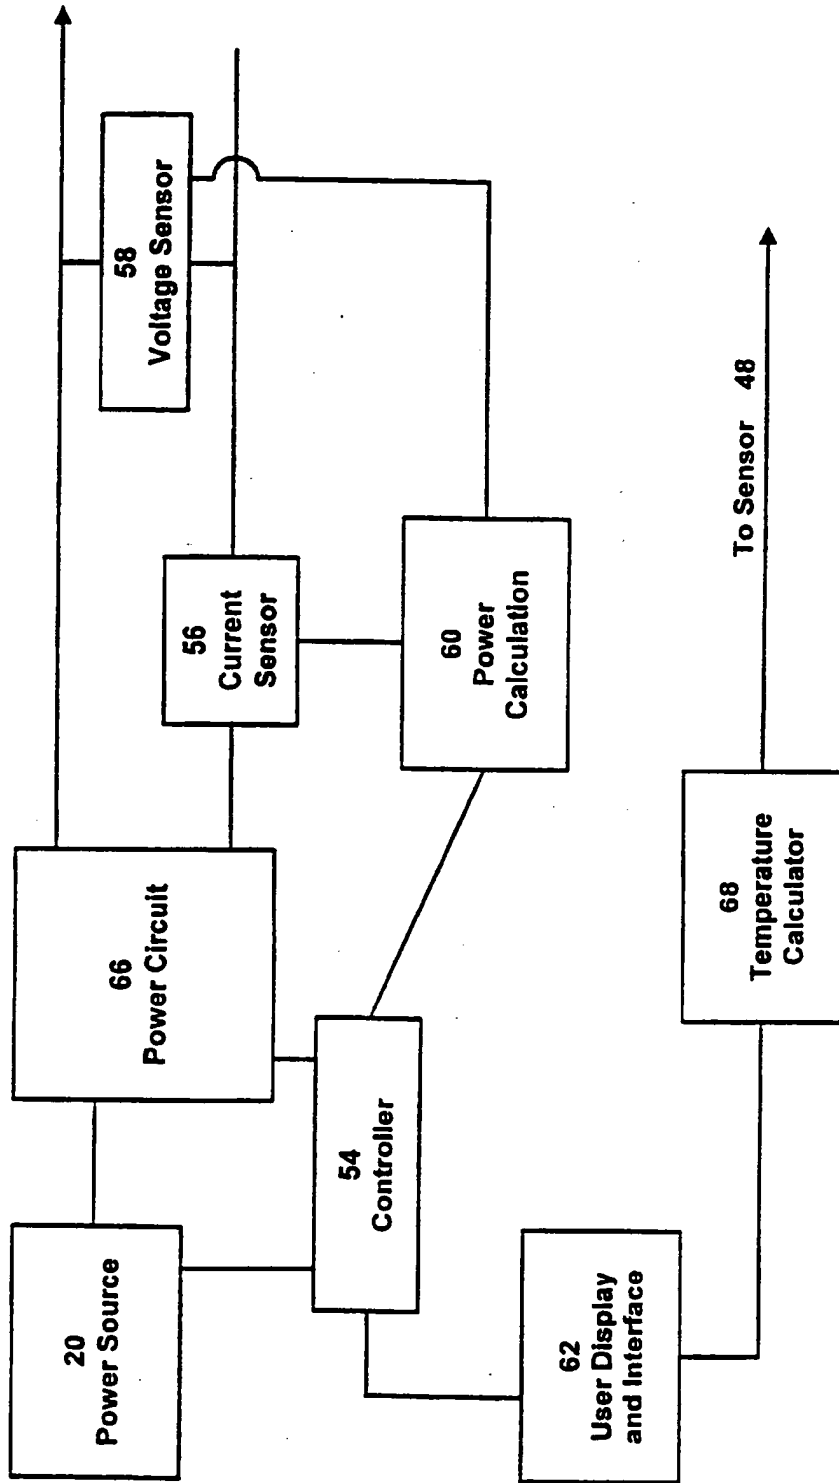 20
Power Source
66
Power Circuit
58
Voltage Sensor
56
Current
Sensor
54
Controller
60
Power
Calculation
62
User Display
and Interface
68
Temperature
Calculator
To Sensor 48